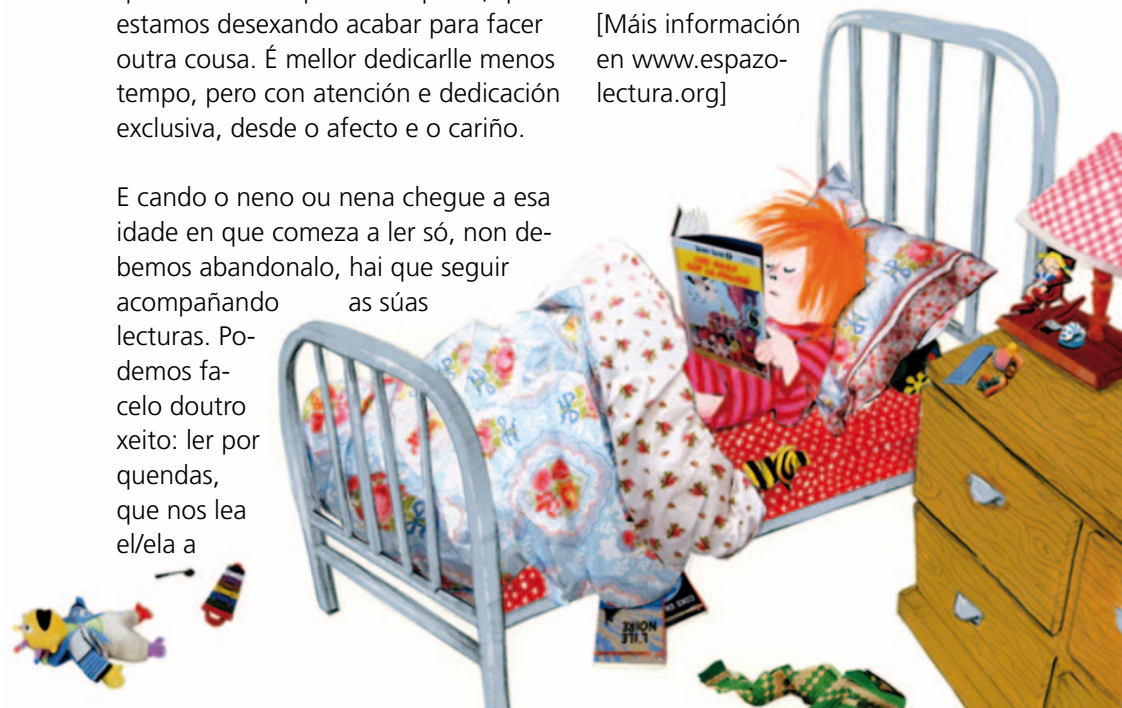 estamos desexando acabar para facer
outra cousa. É mellor dedicarlle menos
tempo, pero con atención e dedicación
exclusiva, desde o afecto e o cariño.
E cando o neno ou nena chegue a esa
idade en que comeza a ler só, non de-
bemos abandonalo, hai que seguir
acompañando as súas
lecturas. Po-
demos fa-
celo doutro
xeito: ler por
quendas,
que nos lea
el/ela a
[Máis información
en www.espazo-
lectura.org]
L'ILE
NOIRE